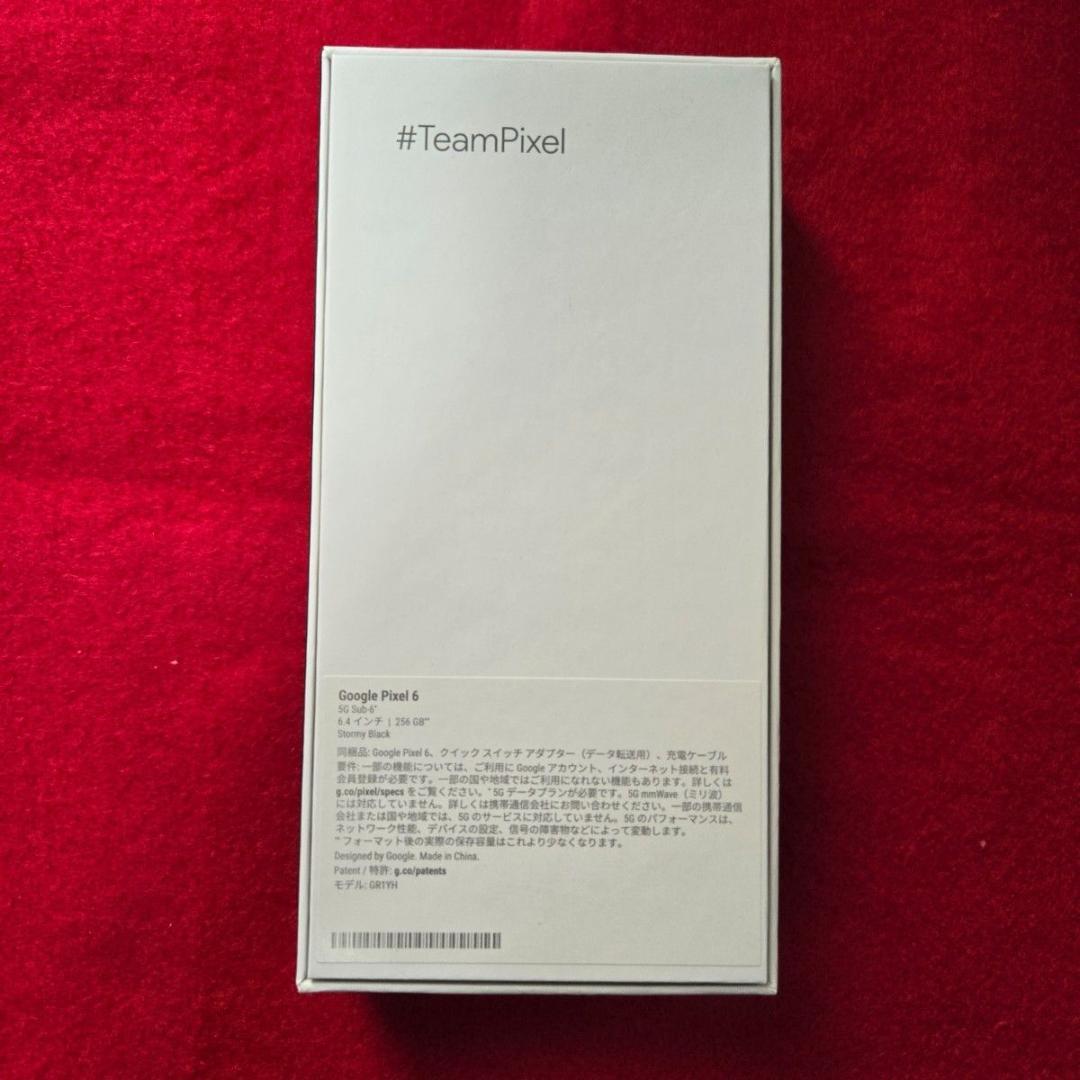 #TeamPixel
Google Pixel 6
5G Sub-6*
6.4 インチ | 256 GB**
Stormy Black
同梱品: Google Pixel 6、クイック スイッチ アダプター（データ転送用）、充電ケーブル
要件: 一部の機能については、ご利用に Google アカウント、インターネット接続と有料
会員登録が必要です。一部の国や地域ではご利用になれない機能もあります。詳しくは
g.co/pixel/specs をご覧ください。*5G データプランが必要です。5G mmWave（ミリ波）
には対応していません。詳しくは携帯通信会社にお問い合わせください。一部の携帯通信
会社または国や地域では、5G のサービスに対応していません。5G のパフォーマンスは、
ネットワーク性能、デバイスの設定、信号の障害物などによって変動します。
**フォーマット後の実際の保存容量はこれより少なくなります。
Designed by Google. Made in China.
Patent / 特許: g.co/patents
モデル: GR1YH